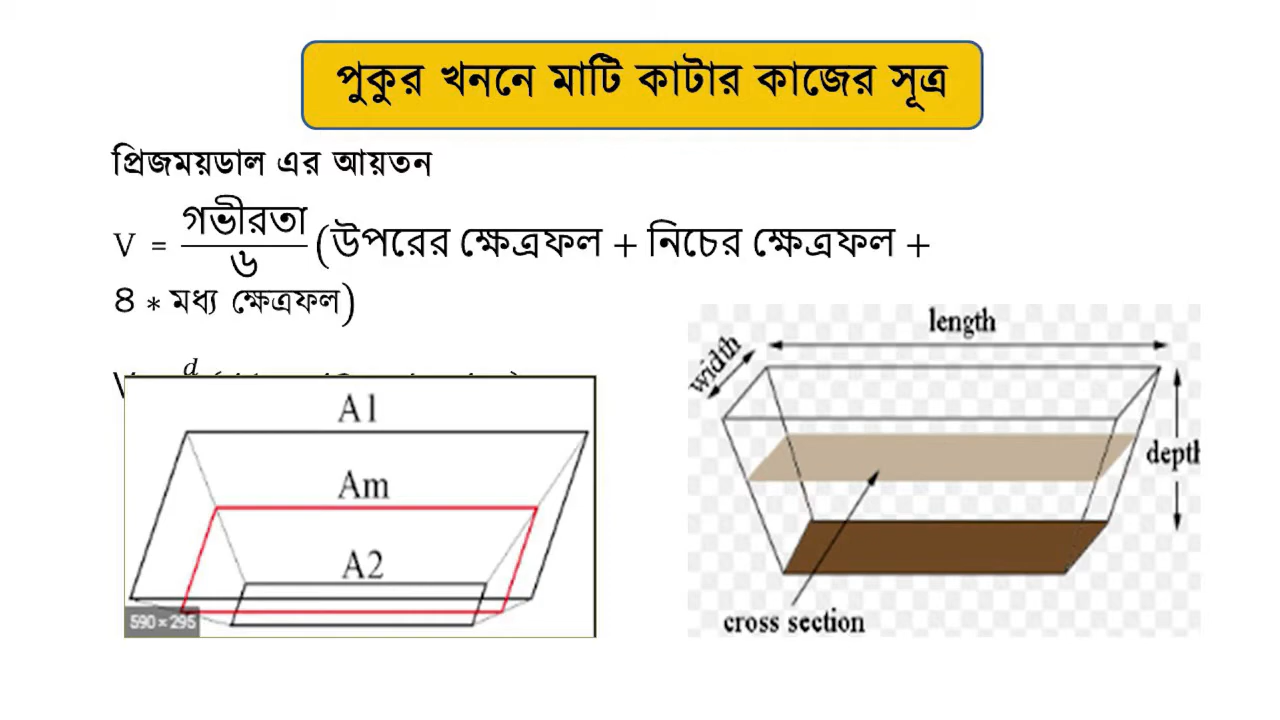 পুকুর খননে মাটি কাটার কাজের সূত্র
প্রিজময়ডাল এর আয়তন
V = গভীরতা/৬ (উপরের ক্ষেত্রফল + নিচের ক্ষেত্রফল +
৪ * মধ্য ক্ষেত্রফল)
d
A1
Am
A2
590 × 295
length
width
depth
cross section